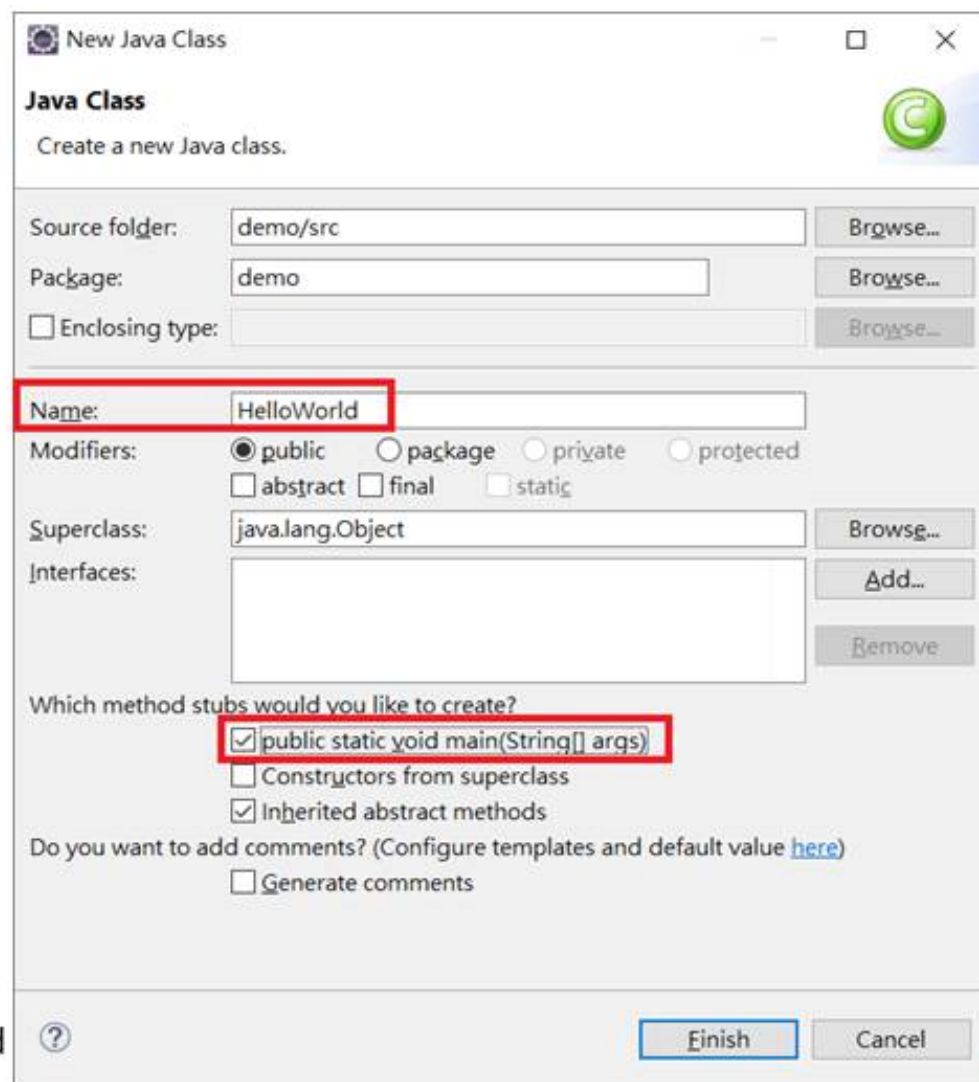 New Java Class
Java Class
Create a new Java class.
Source folder: demo/src Browse...
Package: demo Browse...
Enclosing type: Browse...
Name: HelloWorld
Modifiers: public package private protected
abstract final static
Superclass: java.lang.Object Browse...
Interfaces: Add...
Remove
Which method stubs would you like to create?
public static void main(String[] args)
Constructors from superclass
Inherited abstract methods
Do you want to add comments? (Configure templates and default value here)
Generate comments
? Finish Cancel